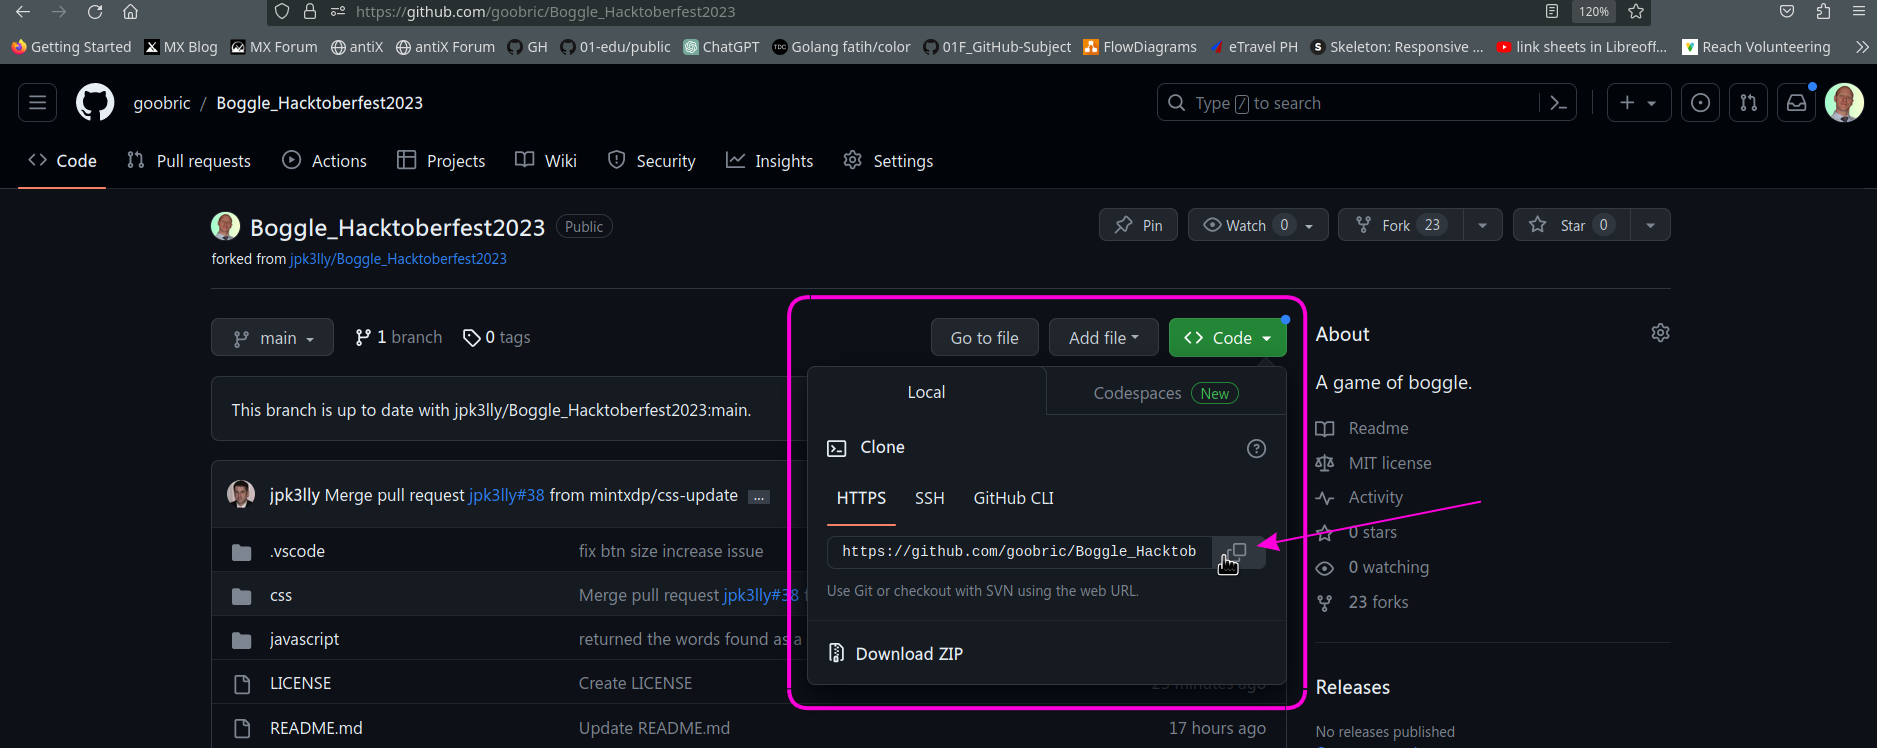 https://github.com/goobric/Boggle_Hacktoberfest2023
120%
Getting Started MX Blog MX Forum antiX antiX Forum GH 01-edu/public ChatGPT Golang fatih/color 01F_GitHub-Subject FlowDiagrams eTravel PH Skeleton: Responsive ... link sheets in Libreoff... Reach Volunteering
goobric / Boggle_Hacktoberfest2023
Type / to search
Code Pull requests Actions Projects Wiki Security Insights Settings
Boggle_Hacktoberfest2023 Public
Pin Watch 0 Fork 23 Star 0
forked from jpk3lly/Boggle_Hacktoberfest2023
main 1 branch 0 tags
Go to file Add file Code
About
A game of boggle.
Local Codespaces New
This branch is up to date with jpk3lly/Boggle_Hacktoberfest2023:main.
Readme
Clone
MIT license
jpk3lly Merge pull request jpk3lly#38 from mintxdp/css-update ...
HTTPS SSH GitHub CLI
Activity
0 stars
.vscode fix btn size increase issue
https://github.com/goobric/Boggle_Hacktob
0 watching
css Merge pull request jpk3lly#38
Use Git or checkout with SVN using the web URL.
23 forks
javascript returned the words found as a
Download ZIP
LICENSE Create LICENSE 23 minutes ago
Releases
README.md Update README.md 17 hours ago
No releases published